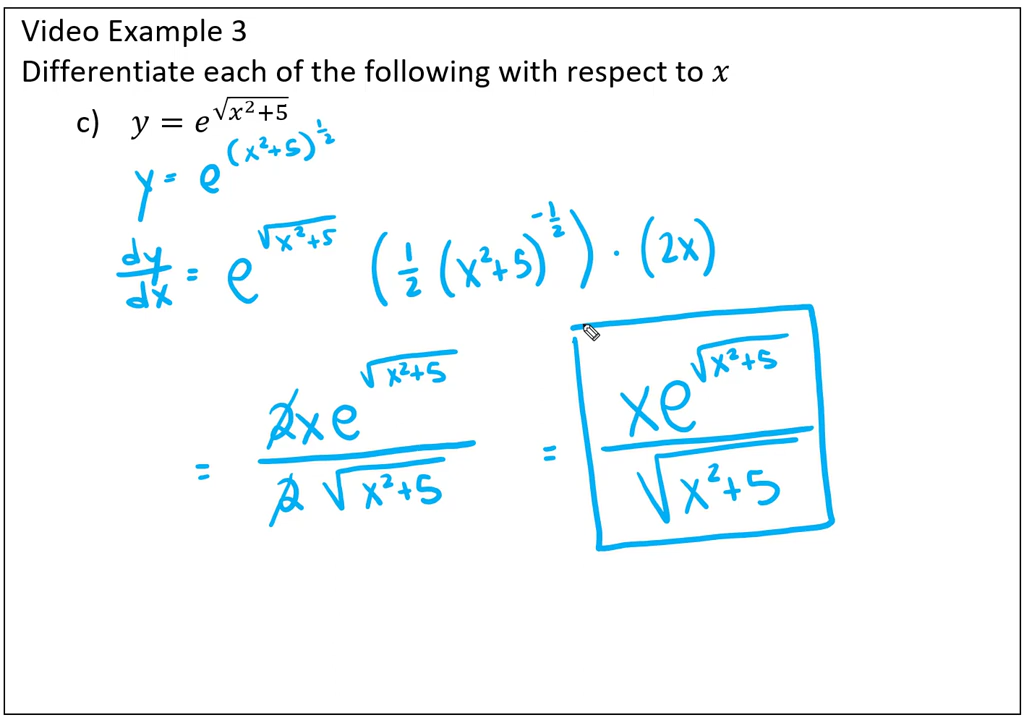 Video Example 3
Differentiate each of the following with respect to x
c) y = e^√(x²+5)
y = e^(x²+5)^½
dy/dx = e^√(x²+5) (½(x²+5)^-½) · (2x)
= 2xe^√(x²+5) / 2√(x²+5) = xe^√(x²+5) / √(x²+5)